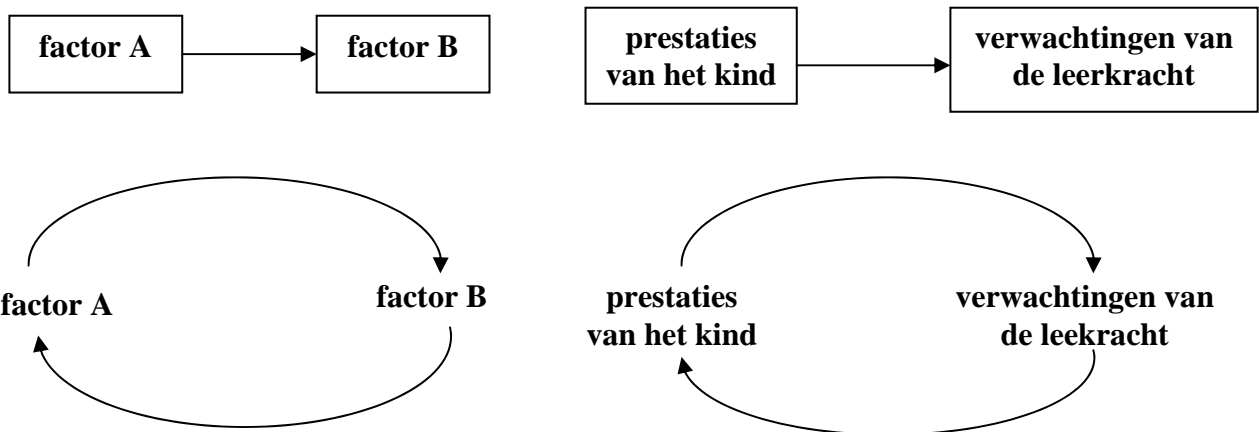 factor A
factor B
prestaties
van het kind
verwachtingen van
de leerkracht
factor A
factor B
prestaties
van het kind
verwachtingen van
de leekracht